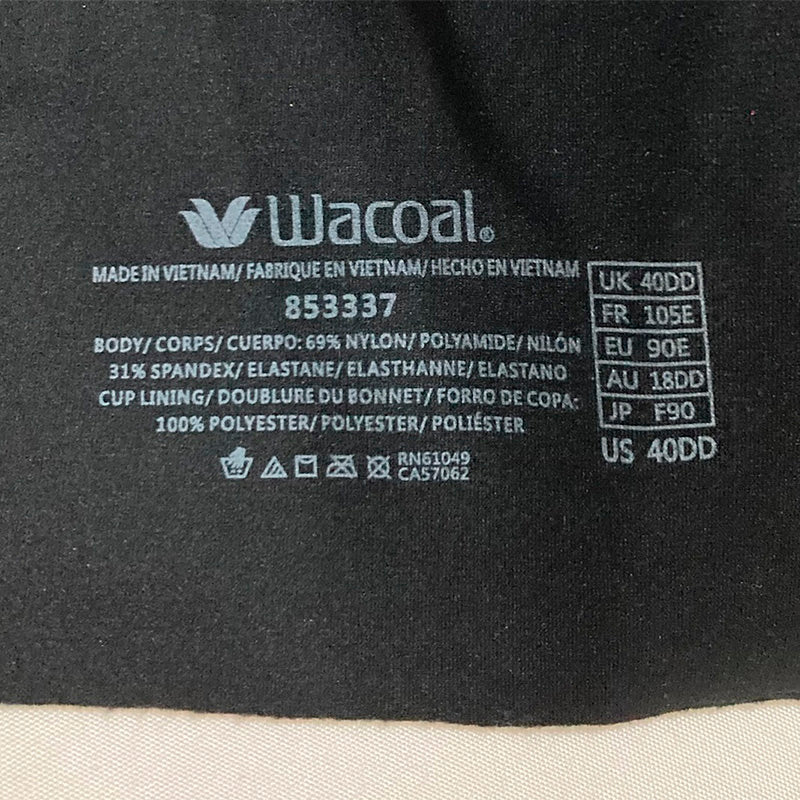 Wacoal®
MADE IN VIETNAM/ FABRIQUE EN VIETNAM/ HECHO EN VIETNAM
853337
BODY/ CORPS/ CUERPO: 69% NYLON/ POLYAMIDE/ NILÓN
31% SPANDEX/ ELASTANE/ ELASTHANNE/ ELASTANO
CUP LINING/ DOUBLURE DU BONNET/ FORRO DE COPA:
100% POLYESTER/ POLYESTER/ POLIÉSTER
RN61049
CA57062
UK 40DD
FR 105E
EU 90E
AU 18DD
JP F90
US 40DD